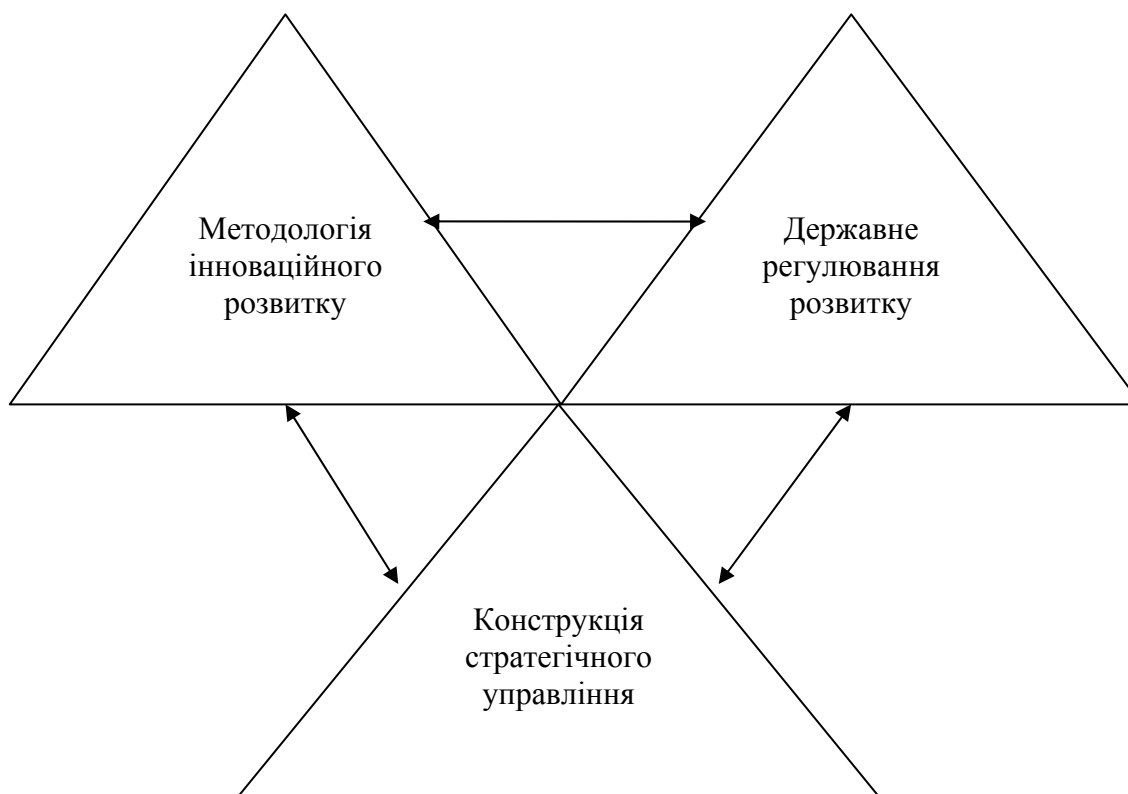 Методологія
інноваційного
розвитку
Державне
регулювання
розвитку
Конструкція
стратегічного
управління